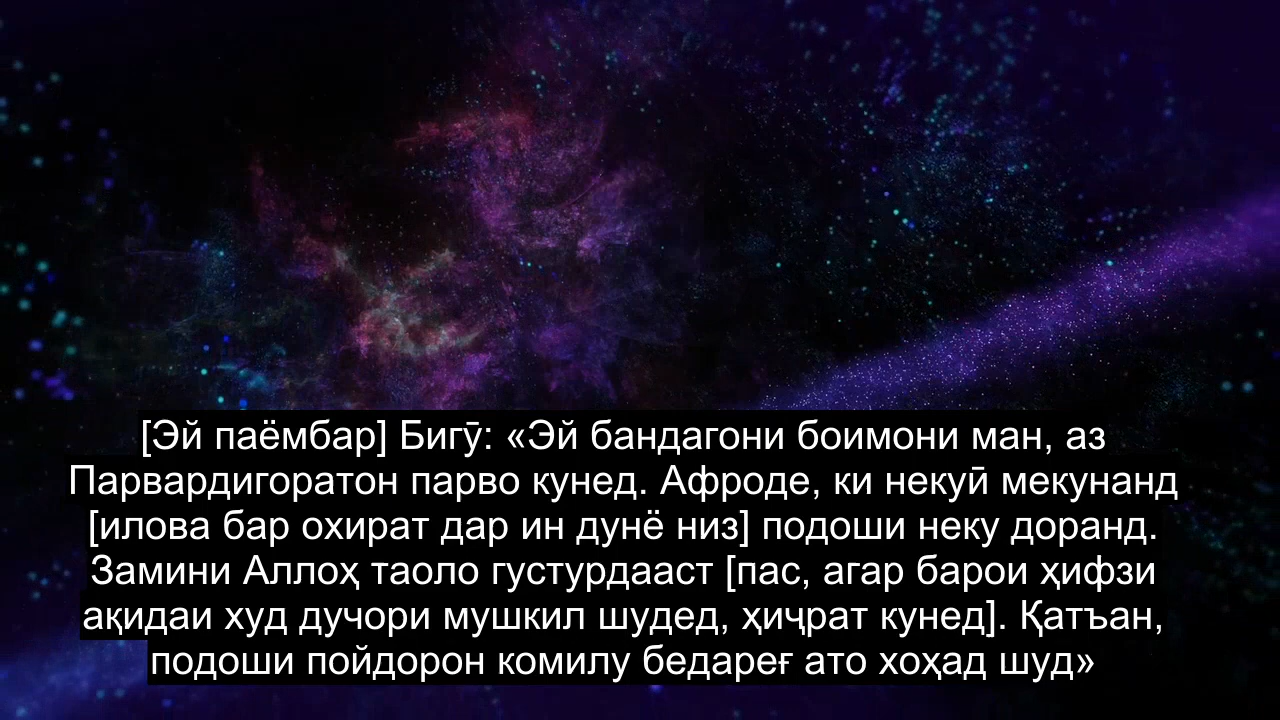 [Эй паёмбар] Бигӯ: «Эй бандагони боимони ман, аз
Парвардигоратон парво кунед. Афроде, ки некуӣ мекунанд
[илова бар охират дар ин дунё низ] подоши неку доранд.
Замини Аллоҳ таоло густурдааст [пас, агар барои ҳифзи
ақидаи худ дучори мушкил шудед, ҳиҷрат кунед]. Қатъан,
подоши пойдорон комилу бедареғ ато хоҳад шуд»